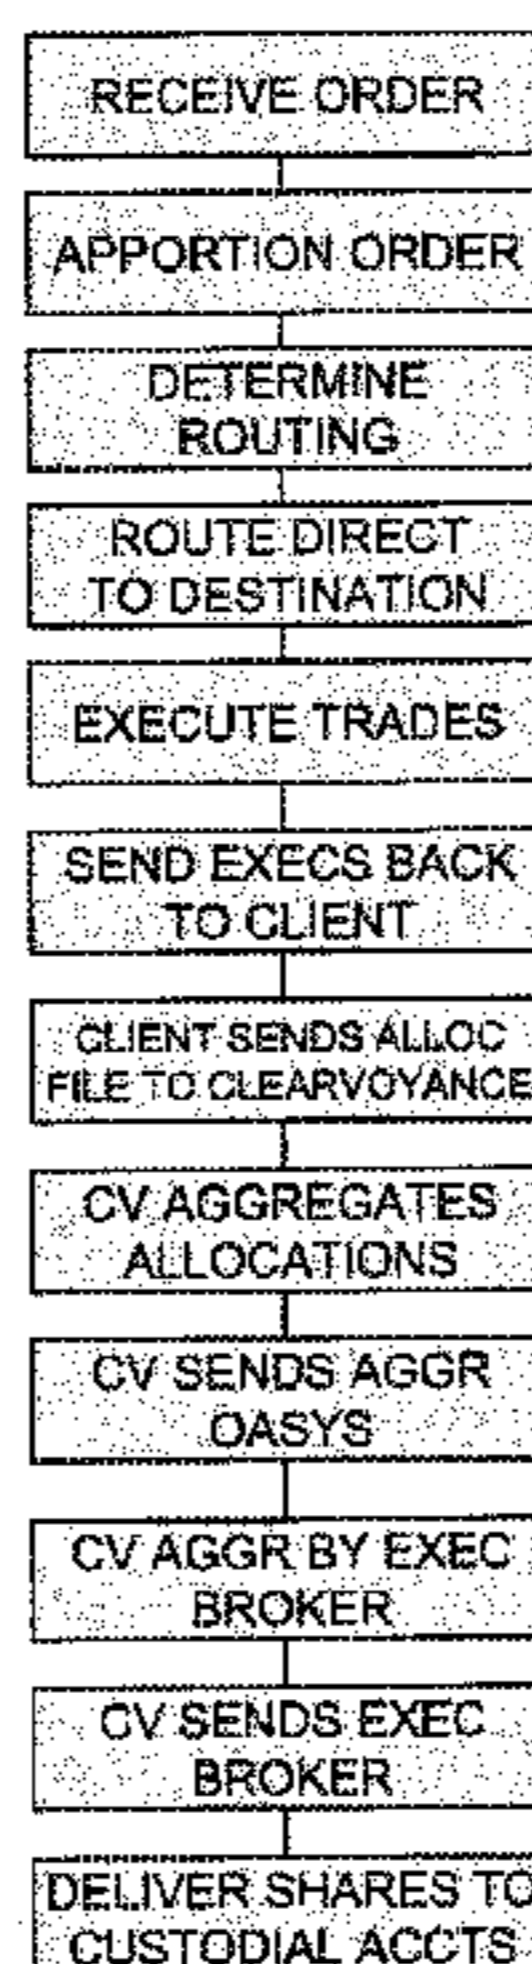 RECEIVE ORDER
APPORTION ORDER
DETERMINE
ROUTING
ROUTE DIRECT
TO DESTINATION
EXECUTE TRADES
SEND EXECS BACK
TO CLIENT
CLIENT SENDS ALLOC
FILE TO CLEARVOYANCE
CV AGGREGATES
ALLOCATIONS
CV SENDS AGGR
OASYS
CV AGGR BY EXEC
BROKER
CV SENDS EXEC
BROKER
DELIVER SHARES TO
CUSTODIAL ACCTS